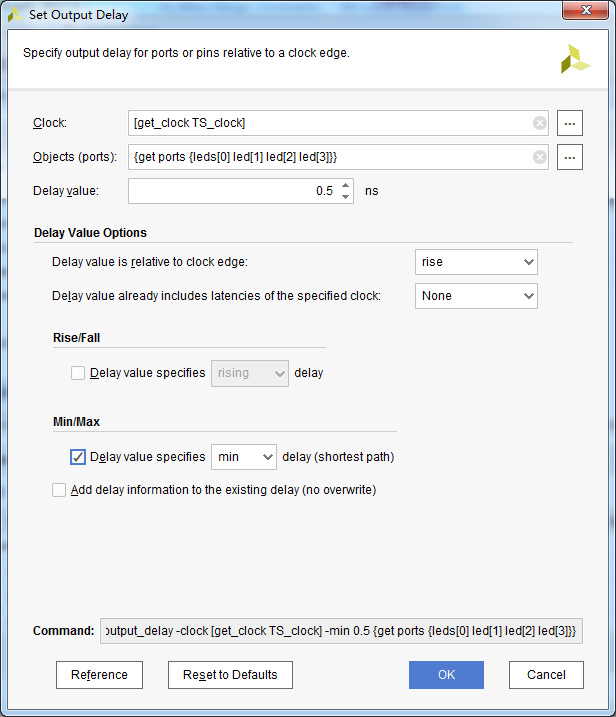 Set Output Delay
Specify output delay for ports or pins relative to a clock edge.
Clock: [get_clock TS_clock] ...
Objects (ports): {get ports {leds[0] led[1] led[2] led[3]}} ...
Delay value: 0.5 ns
Delay Value Options
Delay value is relative to clock edge: rise
Delay value already includes latencies of the specified clock: None
Rise/Fall
Delay value specifies rising delay
Min/Max
Delay value specifies min delay (shortest path)
Add delay information to the existing delay (no overwrite)
Command: output_delay -clock [get_clock TS_clock] -min 0.5 {get ports {leds[0] led[1] led[2] led[3]}}
Reference Reset to Defaults OK Cancel